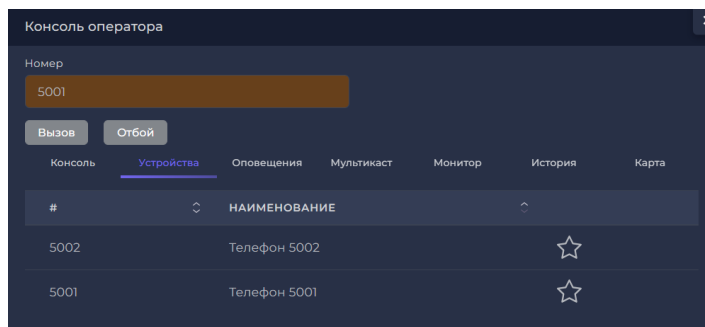 Консоль оператора
Номер
5001
Вызов Отбой
Консоль Устройства Оповещения Мультикаст Монитор История Карта
# НАИМЕНОВАНИЕ
5002 Телефон 5002
5001 Телефон 5001